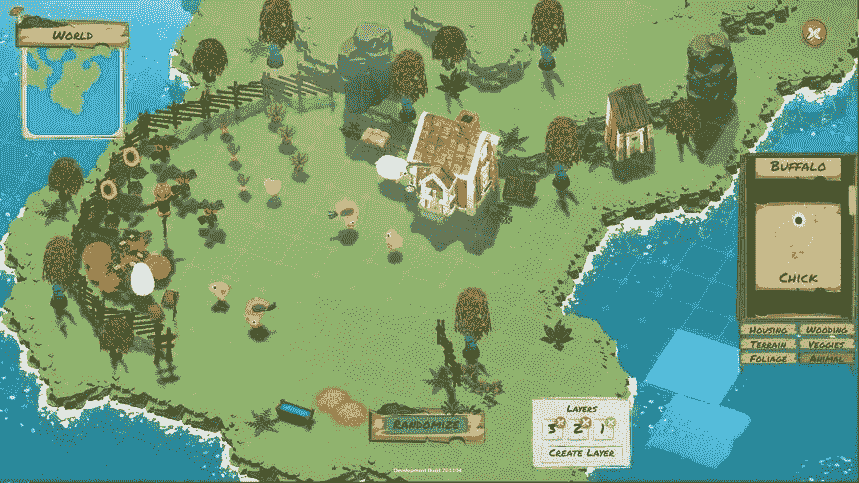 World
Buffalo
Chick
Housing Wooding
Terrain Veggies
Foliage Animal
Randomize
Layers
3 2 1
Create Layer